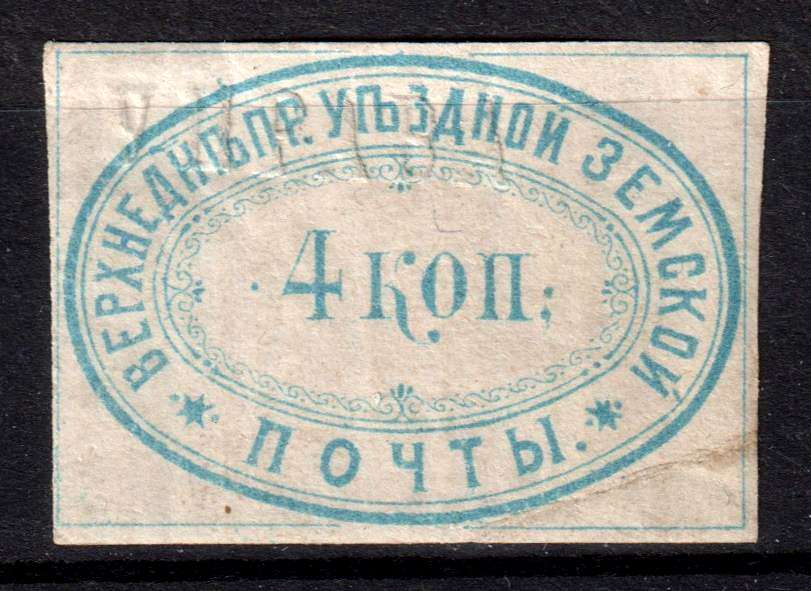 ВЕРХНЕДНѢПР. УѢЗДНОЙ ЗЕМСКОЙ
4 КОП.
ПОЧТЫ.